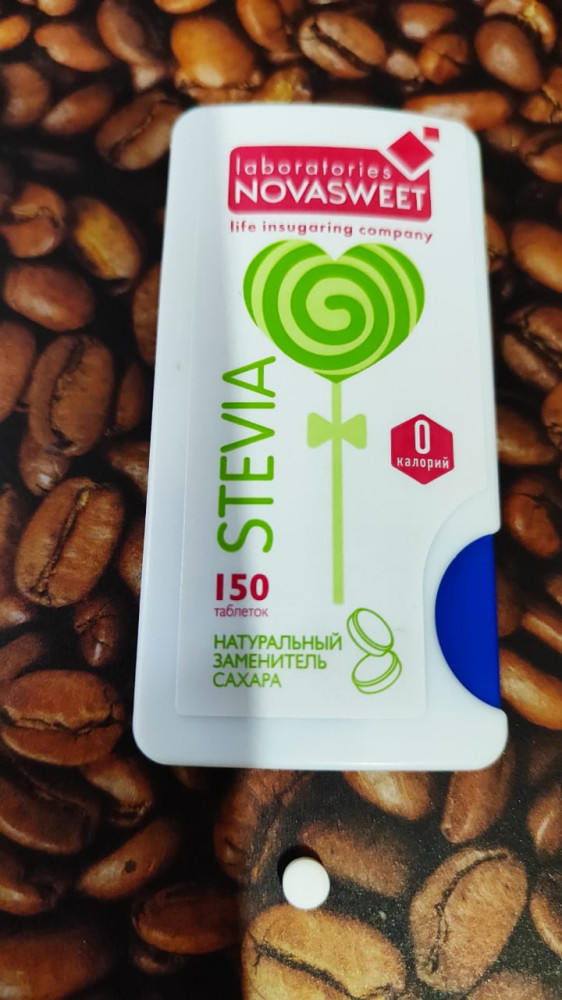 laboratories
NOVASWEET
life insugaring company
STEVIA
0
калорий
150
таблеток
НАТУРАЛЬНЫЙ
ЗАМЕНИТЕЛЬ
САХАРА